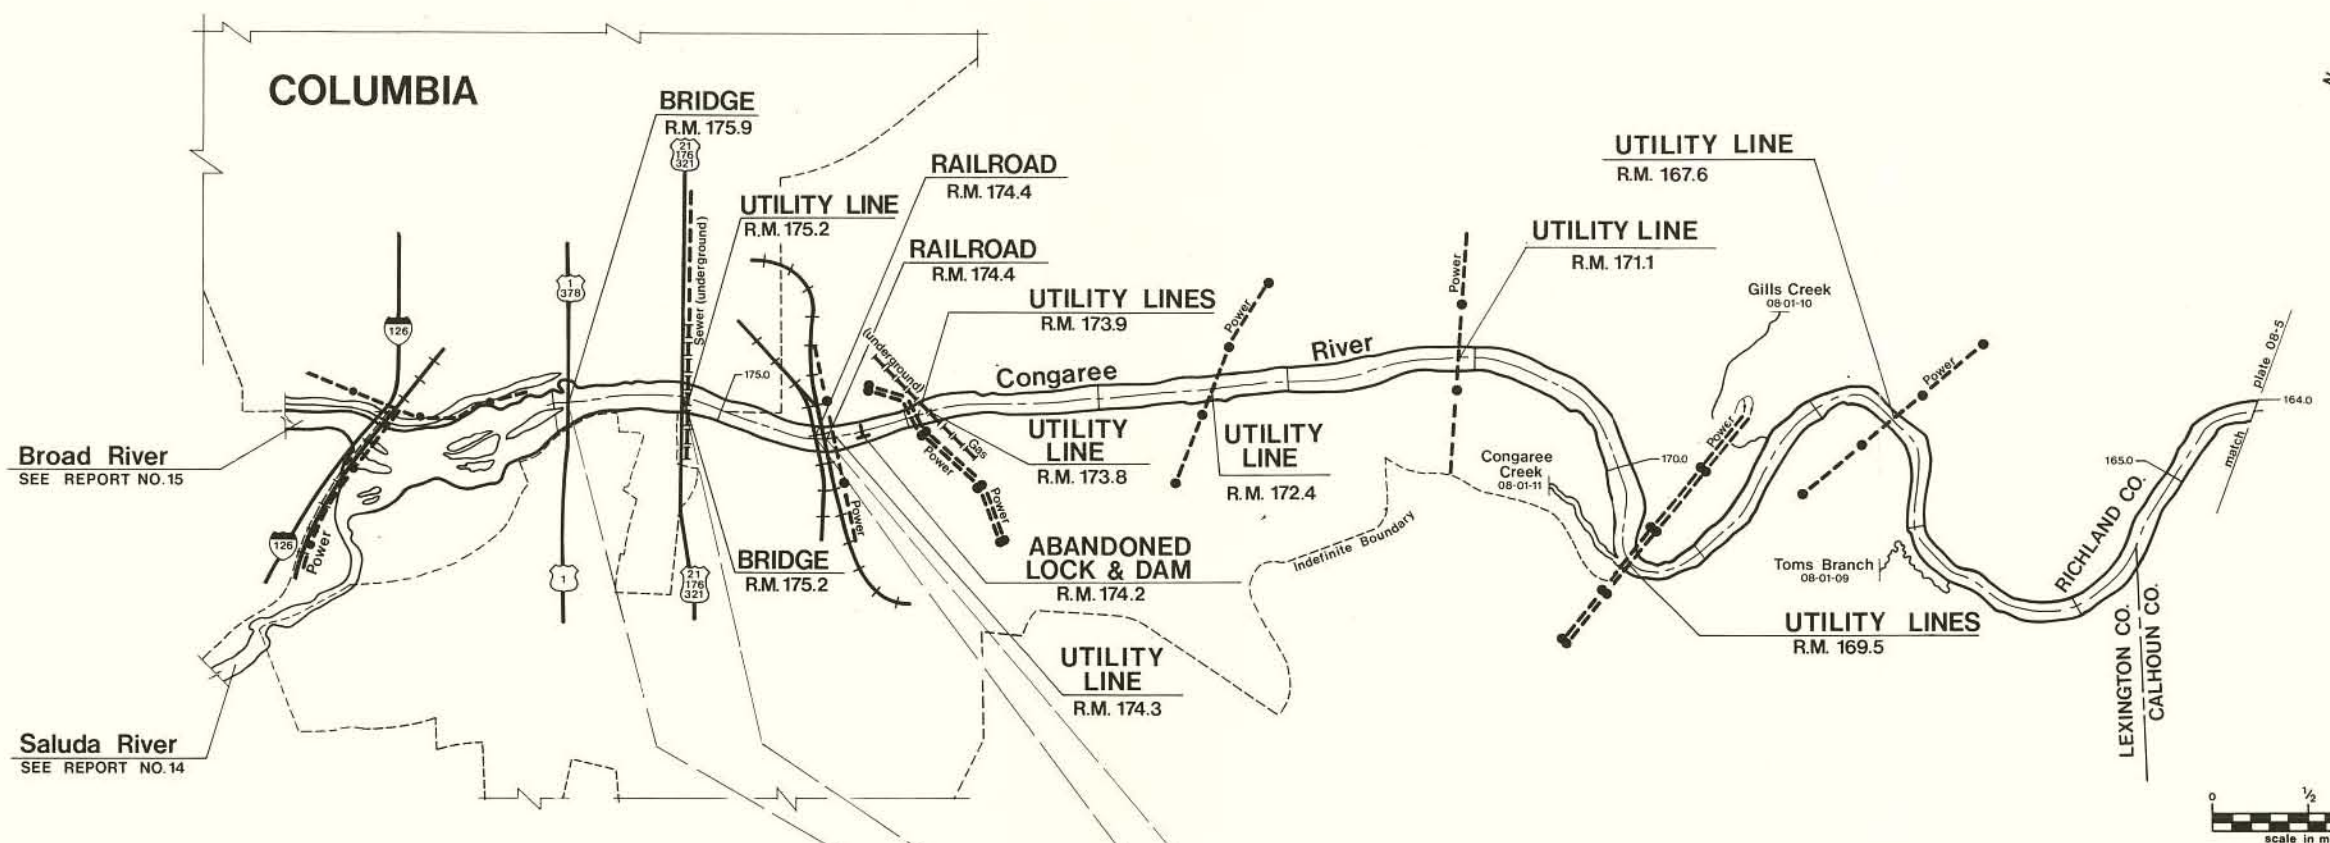 COLUMBIA
BRIDGE
R.M. 175.9
21
176
321
UTILITY LINE
R.M. 175.2
Sewer (underground)
RAILROAD
R.M. 174.4
RAILROAD
R.M. 174.4
UTILITY LINES
R.M. 173.9
UTILITY LINE
R.M. 167.6
UTILITY LINE
R.M. 171.1
Gills Creek
08-01-10
1
378
126
(underground)
Gas
Power
Power
Power
Power
Power
Power
Power
Power
175.0
Congaree
River
UTILITY
LINE
R.M. 173.8
UTILITY
LINE
R.M. 172.4
Congaree
Creek
08-01-11
170.0
165.0
164.0
plate 08-5
match
Broad River
SEE REPORT NO. 15
126
1
21
176
321
BRIDGE
R.M. 175.2
ABANDONED
LOCK & DAM
R.M. 174.2
Indefinite Boundary
Toms Branch
08-01-09
RICHLAND CO.
UTILITY LINES
R.M. 169.5
LEXINGTON CO.
CALHOUN CO.
UTILITY
LINE
R.M. 174.3
Saluda River
SEE REPORT NO. 14
0
1/2
scale in m